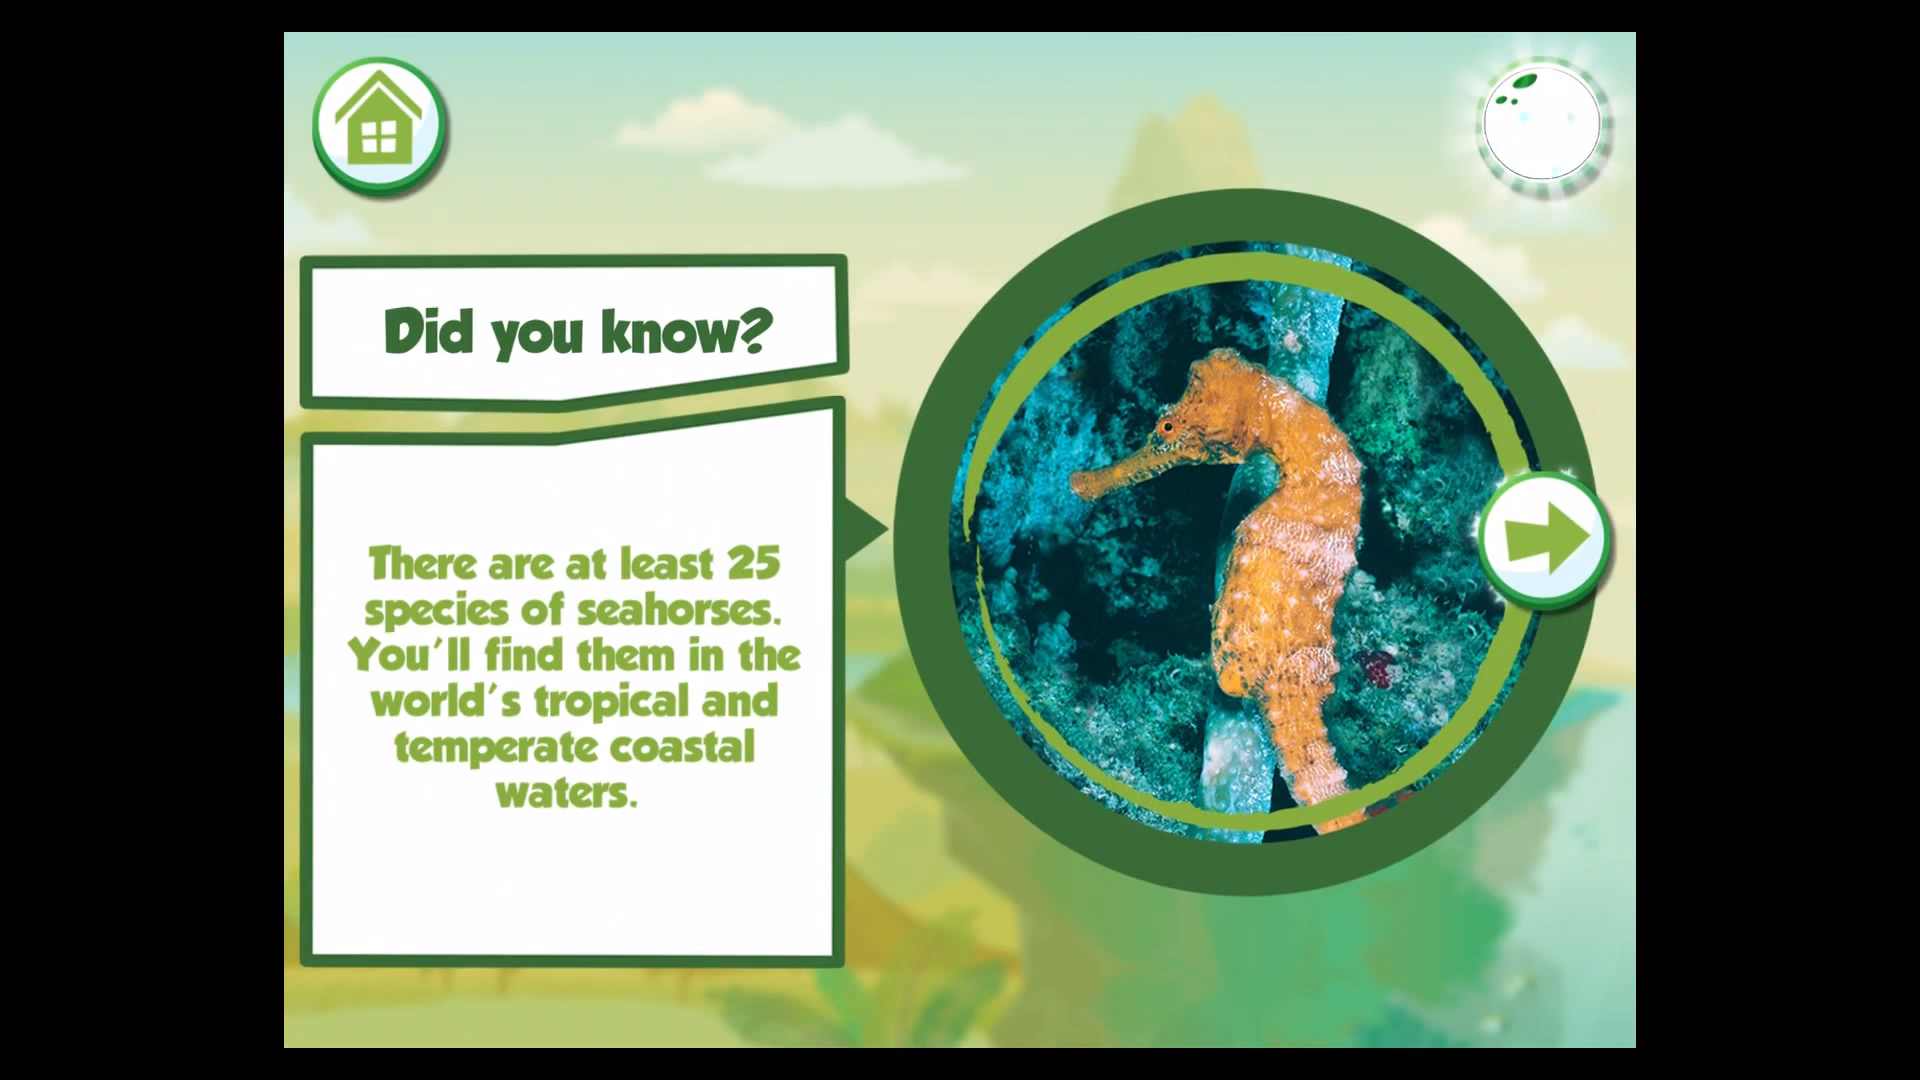 Did you know?
There are at least 25
species of seahorses.
You'll find them in the
world's tropical and
temperate coastal
waters.